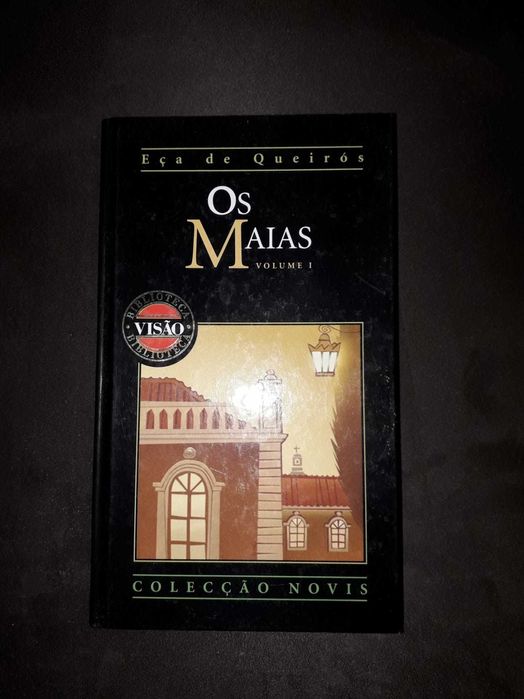 Eça de Queirós
Os
MAIAS
VOLUME I
BIBLIOTECA
VISÃO
BIBLIOTECA
COLECÇÃO NOVIS